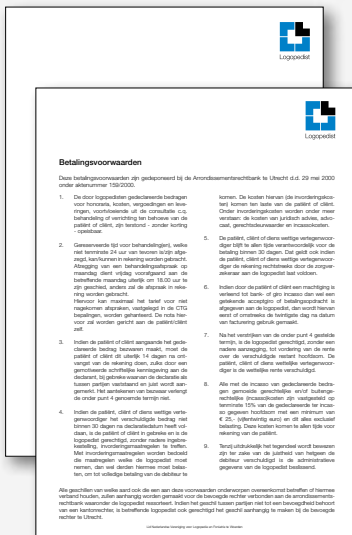 Logopedist
Logopedist
Betalingsvoorwaarden
Deze betalingsvoorwaarden zijn gedeponeerd bij de Arrondissementsrechtbank te Utrecht d.d. 29 mei 2000
onder aktenummer 159/2000.
1. De door logopedisten gedeclareerde bedragen
voor honoraria, kosten, vergoedingen en leve-
ringen, voortvloeiende uit de consultatie c.q.
behandeling of verrichting ten behoeve van de
patiënt of cliënt, zijn terstond - zonder korting
- opeisbaar.
2. Gereserveerde tijd voor behandeling(en), welke
niet tenminste 24 uur van tevoren is/zijn afge-
zegd, kan/kunnen in rekening worden gebracht.
Afzegging van een behandelingsafspraak op
maandag dient vrijdag voorafgaand aan de
betreffende maandag uiterlijk om 18.00 uur te
zijn geschied, anders zal de afspraak in reke-
ning worden gebracht.
Hiervoor kan maximaal het tarief voor niet
nagekomen afspraken, vastgelegd in de CTG
bepalingen, worden gehanteerd. De nota hier-
voor zal worden gericht aan de patiënt/cliënt
zelf.
3. Indien de patiënt of cliënt aangaande het gede-
clareerde bedrag bezwaren maakt, moet de
patiënt of cliënt dit uiterlijk 14 dagen na ont-
vangst van de rekening doen, zulks door een
gemotiveerde schriftelijke kennisgeving aan de
declarant, bij gebreke waarvan de declaratie als
tussen partijen vaststaand en juist wordt aan-
gemerkt. Het aantekenen van bezwaar verlengt
de onder punt 4 genoemde termijn niet.
4. Indien de patiënt, cliënt of diens wettige verte-
genwoordiger het verschuldigde bedrag niet
binnen 30 dagen na declaratiedatum heeft vol-
daan, is de patiënt of cliënt in gebreke en is de
logopedist gerechtigd, zonder nadere ingebre-
kestelling, invorderingsmaatregelen te treffen.
Met invorderingsmaatregelen worden bedoeld
die maatregelen welke de logopedist moet
nemen, dan wel derden hiermee moet belas-
ten, om tot volledige betaling van de debiteur te
komen. De kosten hiervan (de invorderingskos-
ten) komen ten laste van de patiënt of cliënt.
Onder invorderingskosten worden onder meer
verstaan: de kosten van juridisch advies, advo-
caat, gerechtsdeurwaarder en incassokosten.
5. De patiënt, cliënt of diens wettige vertegenwoor-
diger blijft te allen tijde verantwoordelijk voor de
betaling van de rekening. Dat geldt ook indien
de patiënt, cliënt of diens wettige vertegenwoor-
diger de rekening rechtstreeks door de zorgver-
zekeraar aan de logopedist laat voldoen.
6. Indien door de patiënt of cliënt een machtiging is
verleend tot bank- of giro incasso dan wel een
getekende acceptgiro of betalingsopdracht is
afgegeven aan de logopedist, dan wordt hiervan
eerst of omstreeks de twintigste dag na datum
van facturering gebruik gemaakt.
7. Na het verstrijken van de onder punt 4 gestelde
termijn, is de logopedist gerechtigd, zonder een
nadere aanzegging, tot vordering van de rente
over de verschuldigde restant hoofdsom. De
patiënt, cliënt of diens wettelijke vertegenwoor-
diger is de wettelijke rente verschuldigd.
8. Alle met de incasso van gedeclareerde bedra-
gen gemoeide gerechtelijke en/of buitenge-
rechtelijke (incasso)kosten zijn vastgesteld op
tenminste 15% van de gedeclareerde ter incas-
so gegeven hoofdsom met een minimum van
€ 25,- (vijfentwintig euro) en dit alles exclusief
belasting. Deze kosten komen te allen tijde voor
rekening van de patiënt.
9. Tenzij uitdrukkelijk het tegendeel wordt bewezen
zijn ter zake van de juistheid van hetgeen de
debiteur verschuldigd is de administratieve
gegevens van de logopedist beslissend.
Alle geschillen van welke aard ook die een aan deze voorwaarden onderworpen overeenkomst betreffen of hiermee
verband houden, zullen aanhangig worden gemaakt voor de bevoegde rechter verbonden aan de arrondissements-
rechtbank waaronder de logopedist ressorteert. Indien het geschil tussen partijen niet tot een bevoegdheid behoort
van een kantonrechter, is betreffende logopedist ook gerechtigd het geschil aanhangig te maken bij de bevoegde
rechter te Utrecht.